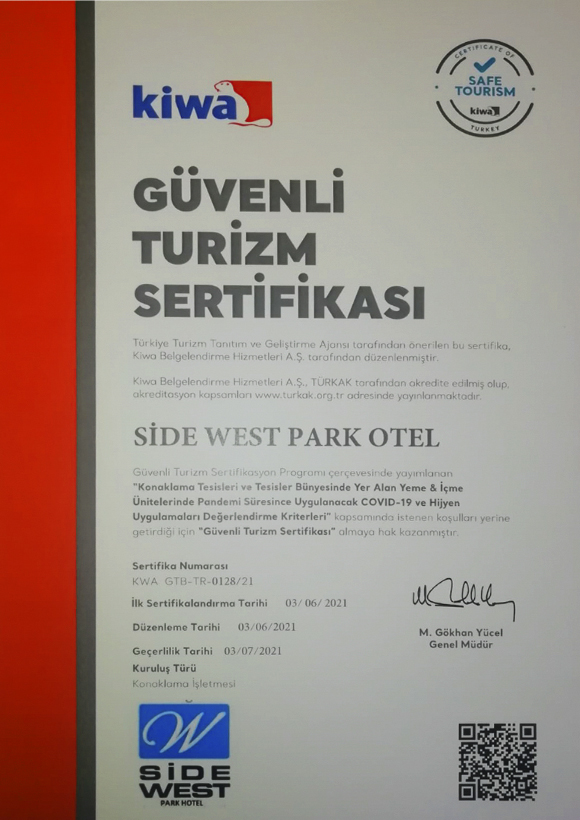 kiwa
CERTIFICATE OF
SAFE
TOURISM
kiwa
TURKEY
GÜVENLİ
TURİZM
SERTİFİKASI
Türkiye Turizm Tanıtım ve Geliştirme Ajansı tarafından önerilen bu sertifika,
Kiwa Belgelendirme Hizmetleri A.Ş. tarafından düzenlenmiştir.
Kiwa Belgelendirme Hizmetleri A.Ş., TÜRKAK tarafından akredite edilmiş olup,
akreditasyon kapsamları www.turkak.org.tr adresinde yayınlanmaktadır.
SİDE WEST PARK OTEL
Güvenli Turizm Sertifikasyon Programı çerçevesinde yayımlanan
"Konaklama Tesisleri ve Tesisler Bünyesinde Yer Alan Yeme & İçme
Ünitelerinde Pandemi Süresince Uygulanacak COVID-19 ve Hijyen
Uygulamaları Değerlendirme Kriterleri" kapsamında istenen koşulları yerine
getirdiği için "Güvenli Turizm Sertifikası" almaya hak kazanmıştır.
Sertifika Numarası
KWA GTB-TR-0128/21
İlk Sertifikalandırma Tarihi 03/ 06/ 2021
Düzenleme Tarihi 03/06/2021
Geçerlilik Tarihi 03/07/2021
Kuruluş Türü
Konaklama İşletmesi
M. Gökhan Yücel
Genel Müdür
W
SİDE
WEST
PARK HOTEL